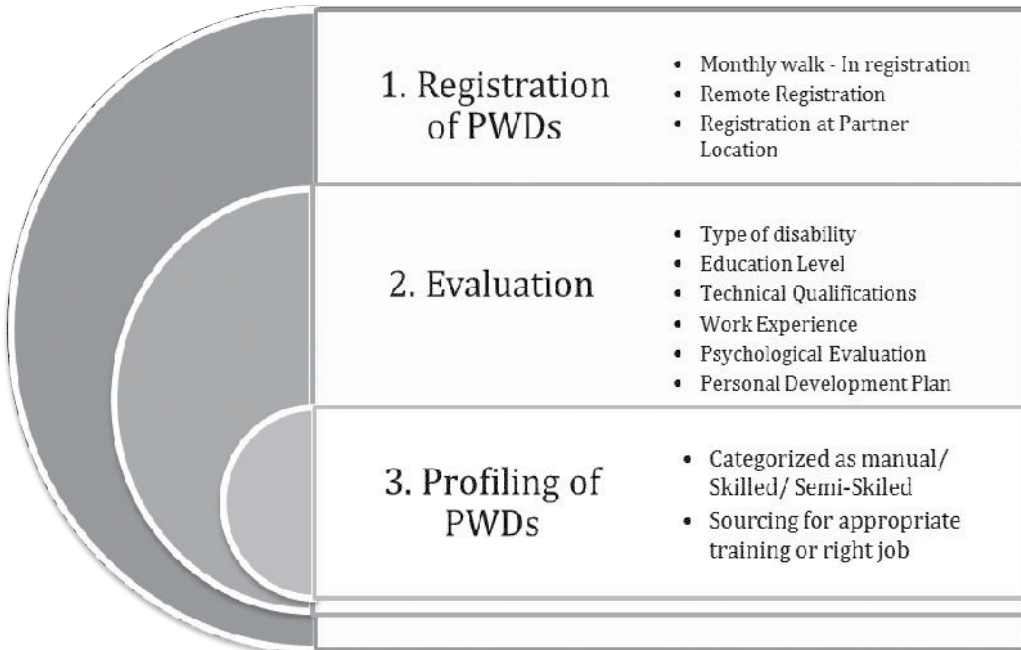 1. Registration
of PWDs
• Monthly walk - In registration
• Remote Registration
• Registration at Partner
Location
2. Evaluation
• Type of disability
• Education Level
• Technical Qualifications
• Work Experience
• Psychological Evaluation
• Personal Development Plan
3. Profiling of
PWDs
• Categorized as manual/
Skilled/ Semi-Skiled
• Sourcing for appropriate
training or right job